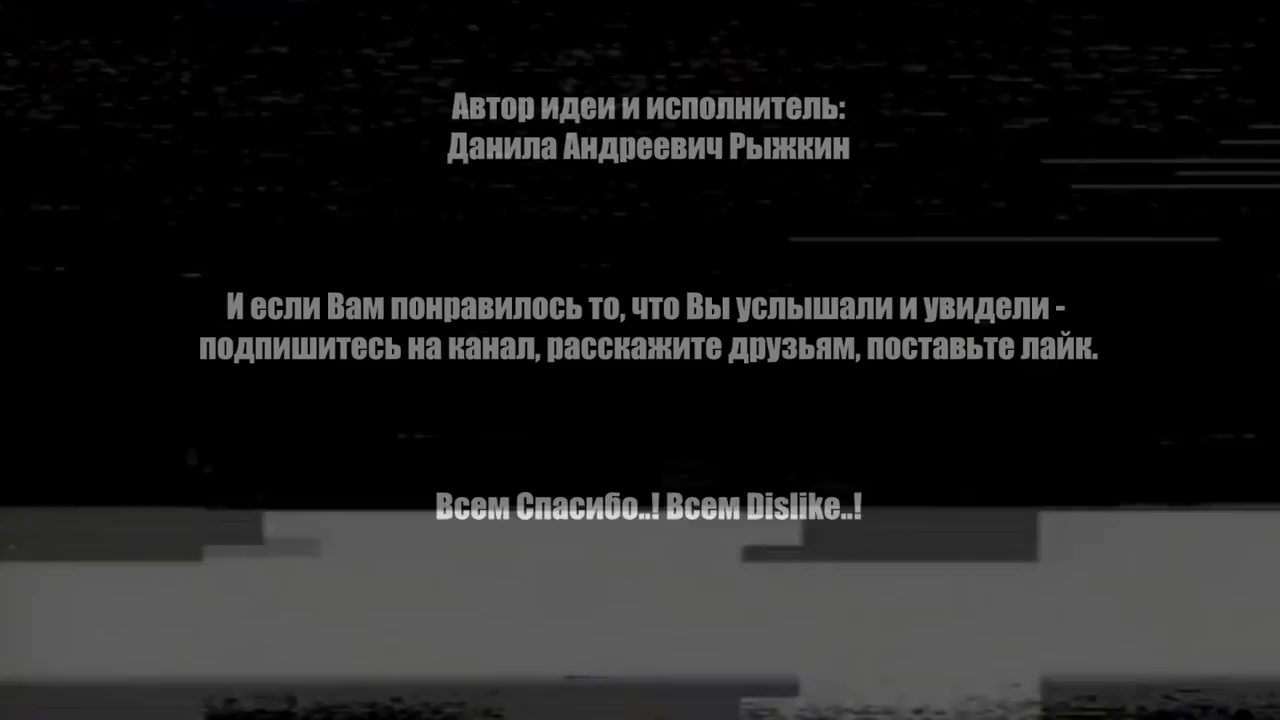 Автор идеи и исполнитель:
Данила Андреевич Рыжкин
И если Вам понравилось то, что Вы услышали и увидели -
подпишитесь на канал, расскажите друзьям, поставьте лайк.
Всем Спасибо..! Всем Dislike..!